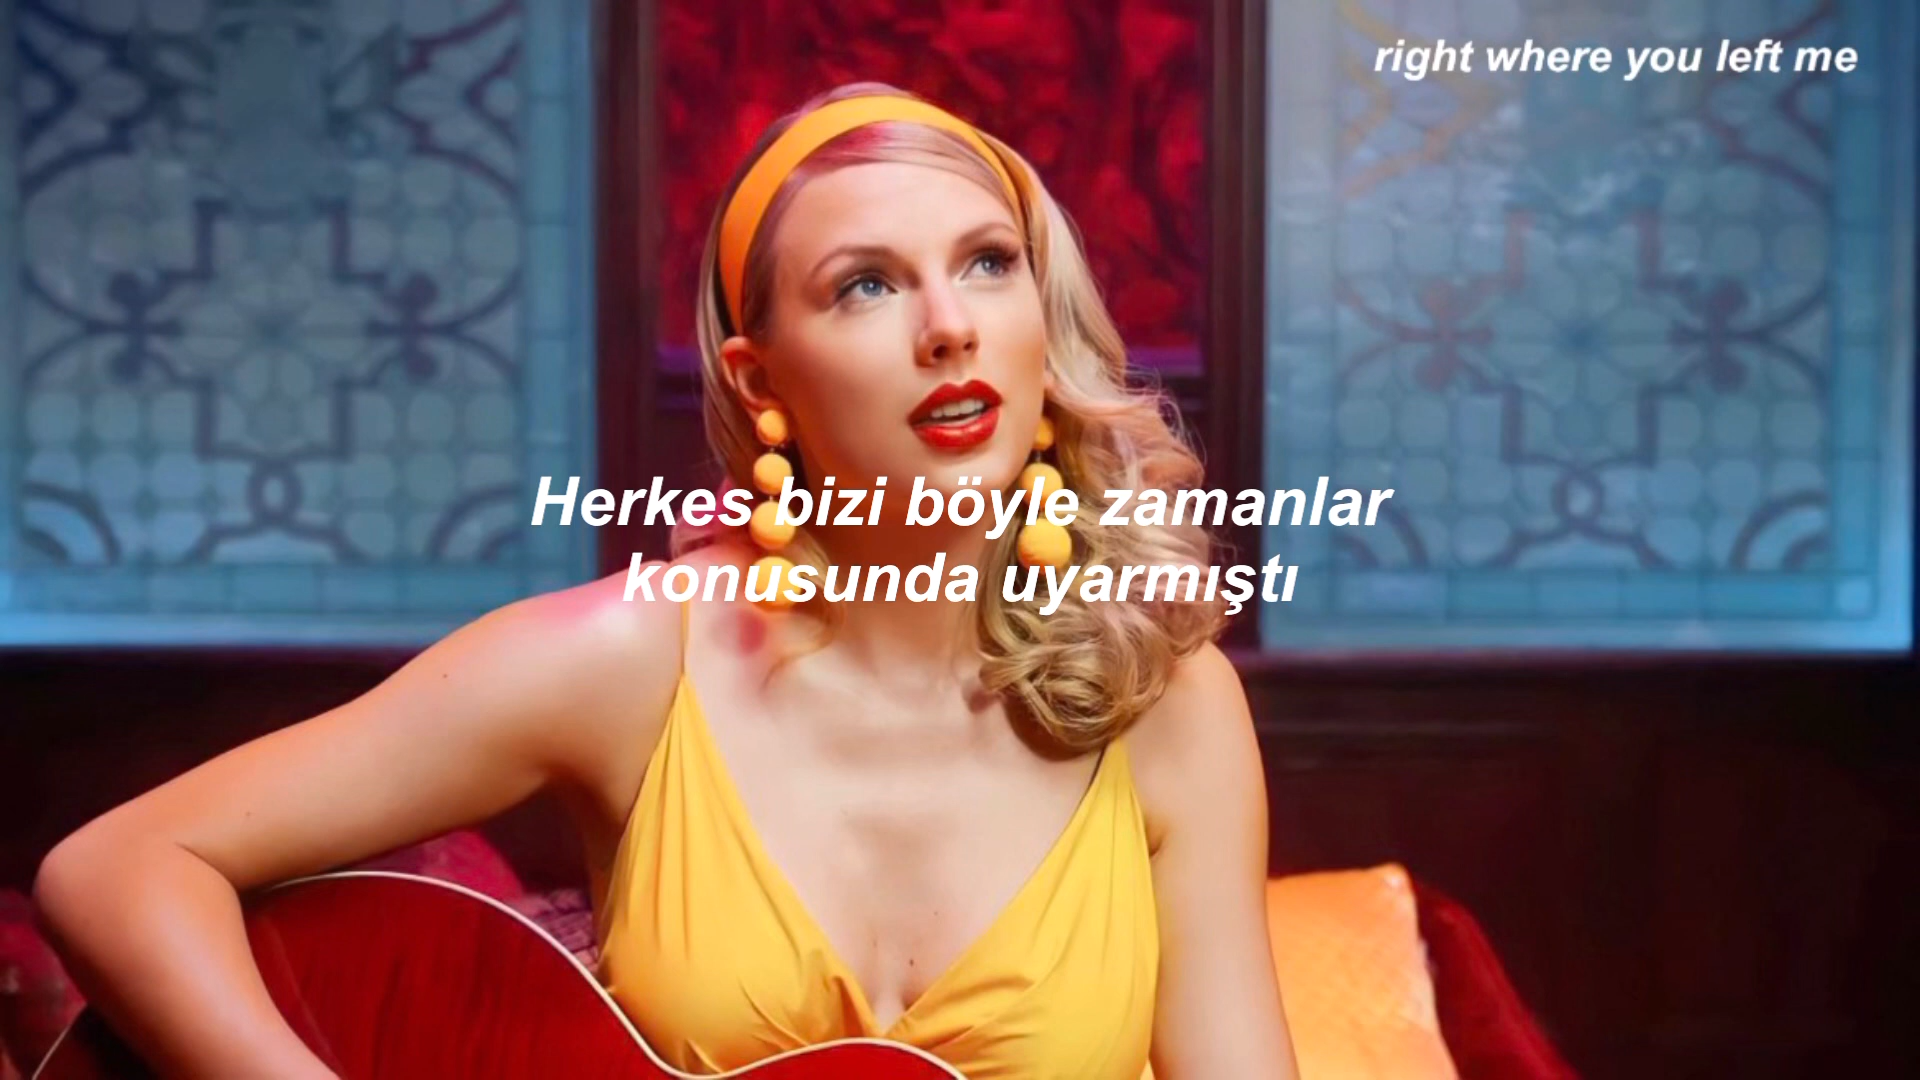 right where you left me
Herkes bizi böyle zamanlar
konusunda uyarmıştı